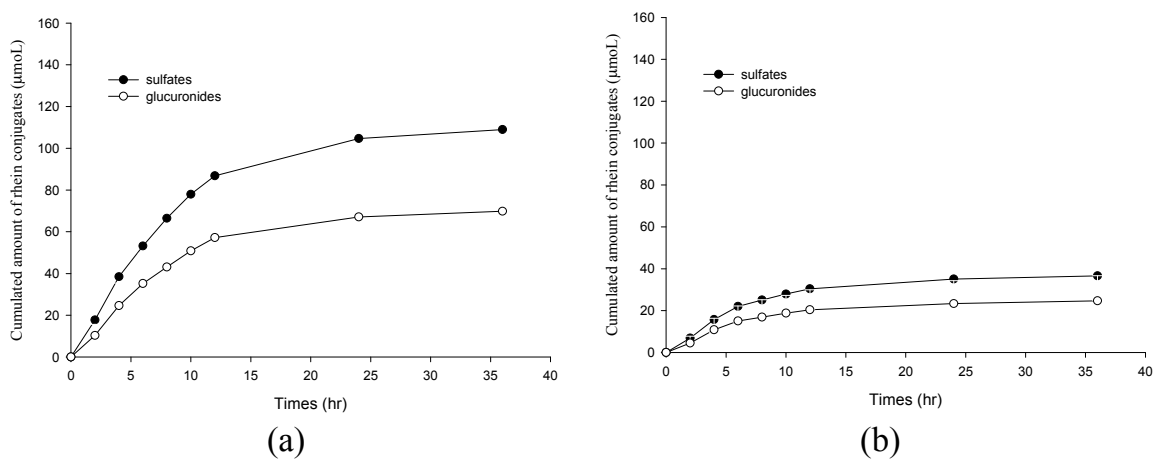 Cumulated amount of rhein conjugates (µmoL)
160
140
120
100
80
60
40
20
0
sulfates
glucuronides
0 5 10 15 20 25 30 35 40
Times (hr)
(a)
Cumulated amount of rhein conjugates (µmoL)
160
140
120
100
80
60
40
20
0
sulfates
glucuronides
0 5 10 15 20 25 30 35 40
Times (hr)
(b)